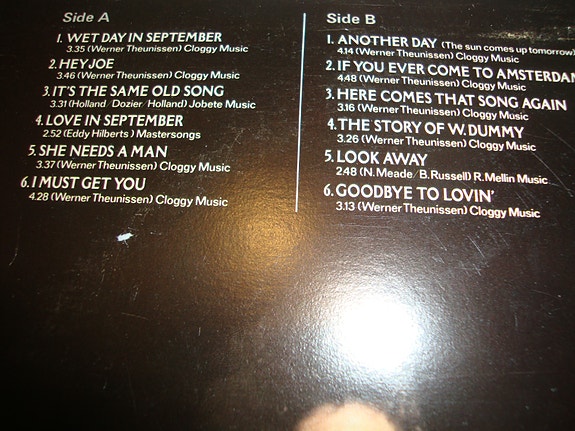 Side A
1. WET DAY IN SEPTEMBER
3.35 (Werner Theunissen) Cloggy Music
2. HEY JOE
3.46 (Werner Theunissen) Cloggy Music
3. IT'S THE SAME OLD SONG
3.31 (Holland/Dozier/Holland) Jobete Music
4. LOVE IN SEPTEMBER
2.52 (Eddy Hilberts) Mastersongs
5. SHE NEEDS A MAN
3.37 (Werner Theunissen) Cloggy Music
6. I MUST GET YOU
4.28 (Werner Theunissen) Cloggy Music
Side B
1. ANOTHER DAY (The sun comes up tomorrow)
4.14 (Werner Theunissen) Cloggy Music
2. IF YOU EVER COME TO AMSTERDAM
4.48 (Werner Theunissen) Cloggy Music
3. HERE COMES THAT SONG AGAIN
3.16 (Werner Theunissen) Cloggy Music
4. THE STORY OF W. DUMMY
3.26 (Werner Theunissen) Cloggy Music
5. LOOK AWAY
2.48 (N. Meade/B. Russell) R. Mellin Music
6. GOODBYE TO LOVIN'
3.13 (Werner Theunissen) Cloggy Music